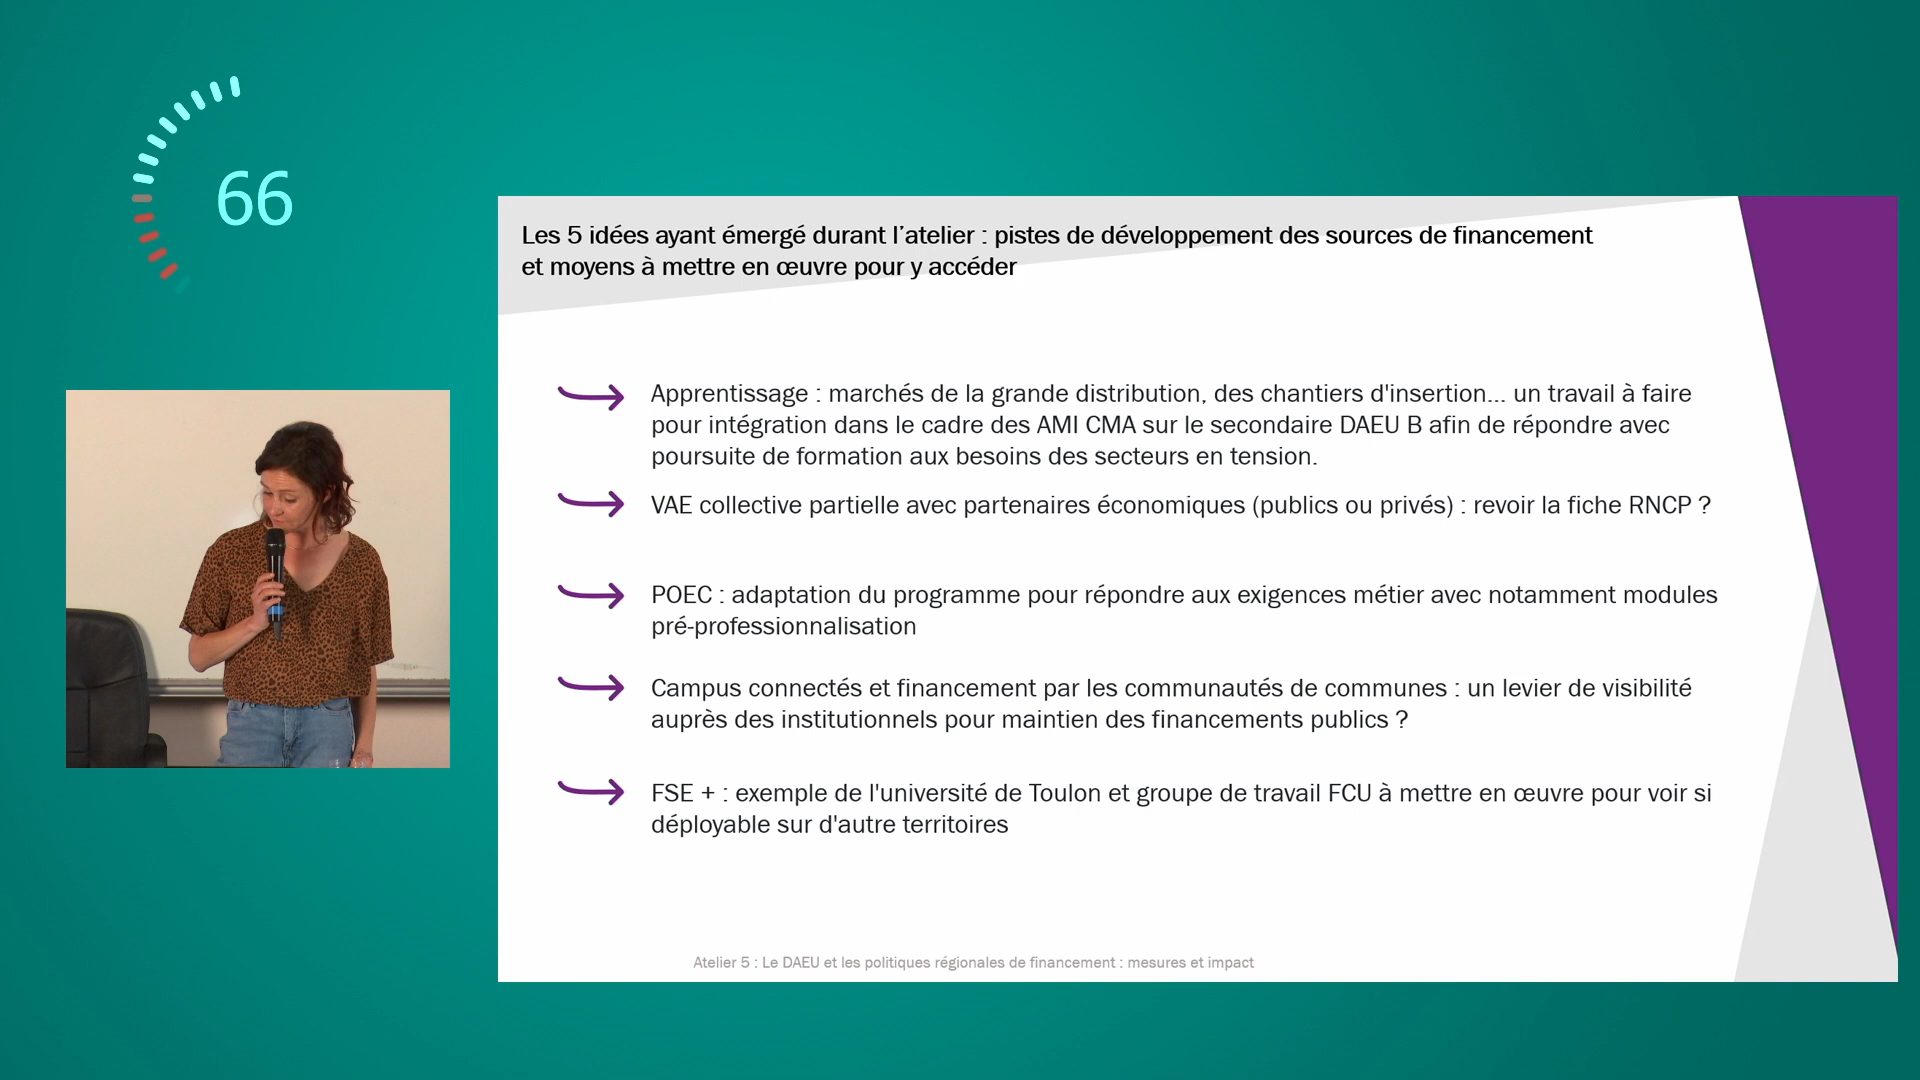 66
Les 5 idées ayant émergé durant l’atelier : pistes de développement des sources de financement
et moyens à mettre en œuvre pour y accéder
Apprentissage : marchés de la grande distribution, des chantiers d'insertion... un travail à faire
pour intégration dans le cadre des AMI CMA sur le secondaire DAEU B afin de répondre avec
poursuite de formation aux besoins des secteurs en tension.
VAE collective partielle avec partenaires économiques (publics ou privés) : revoir la fiche RNCP ?
POEC : adaptation du programme pour répondre aux exigences métier avec notamment modules
pré-professionnalisation
Campus connectés et financement par les communautés de communes : un levier de visibilité
auprès des institutionnels pour maintien des financements publics ?
FSE + : exemple de l'université de Toulon et groupe de travail FCU à mettre en œuvre pour voir si
déployable sur d'autre territoires
Atelier 5 : Le DAEU et les politiques régionales de financement : mesures et impact